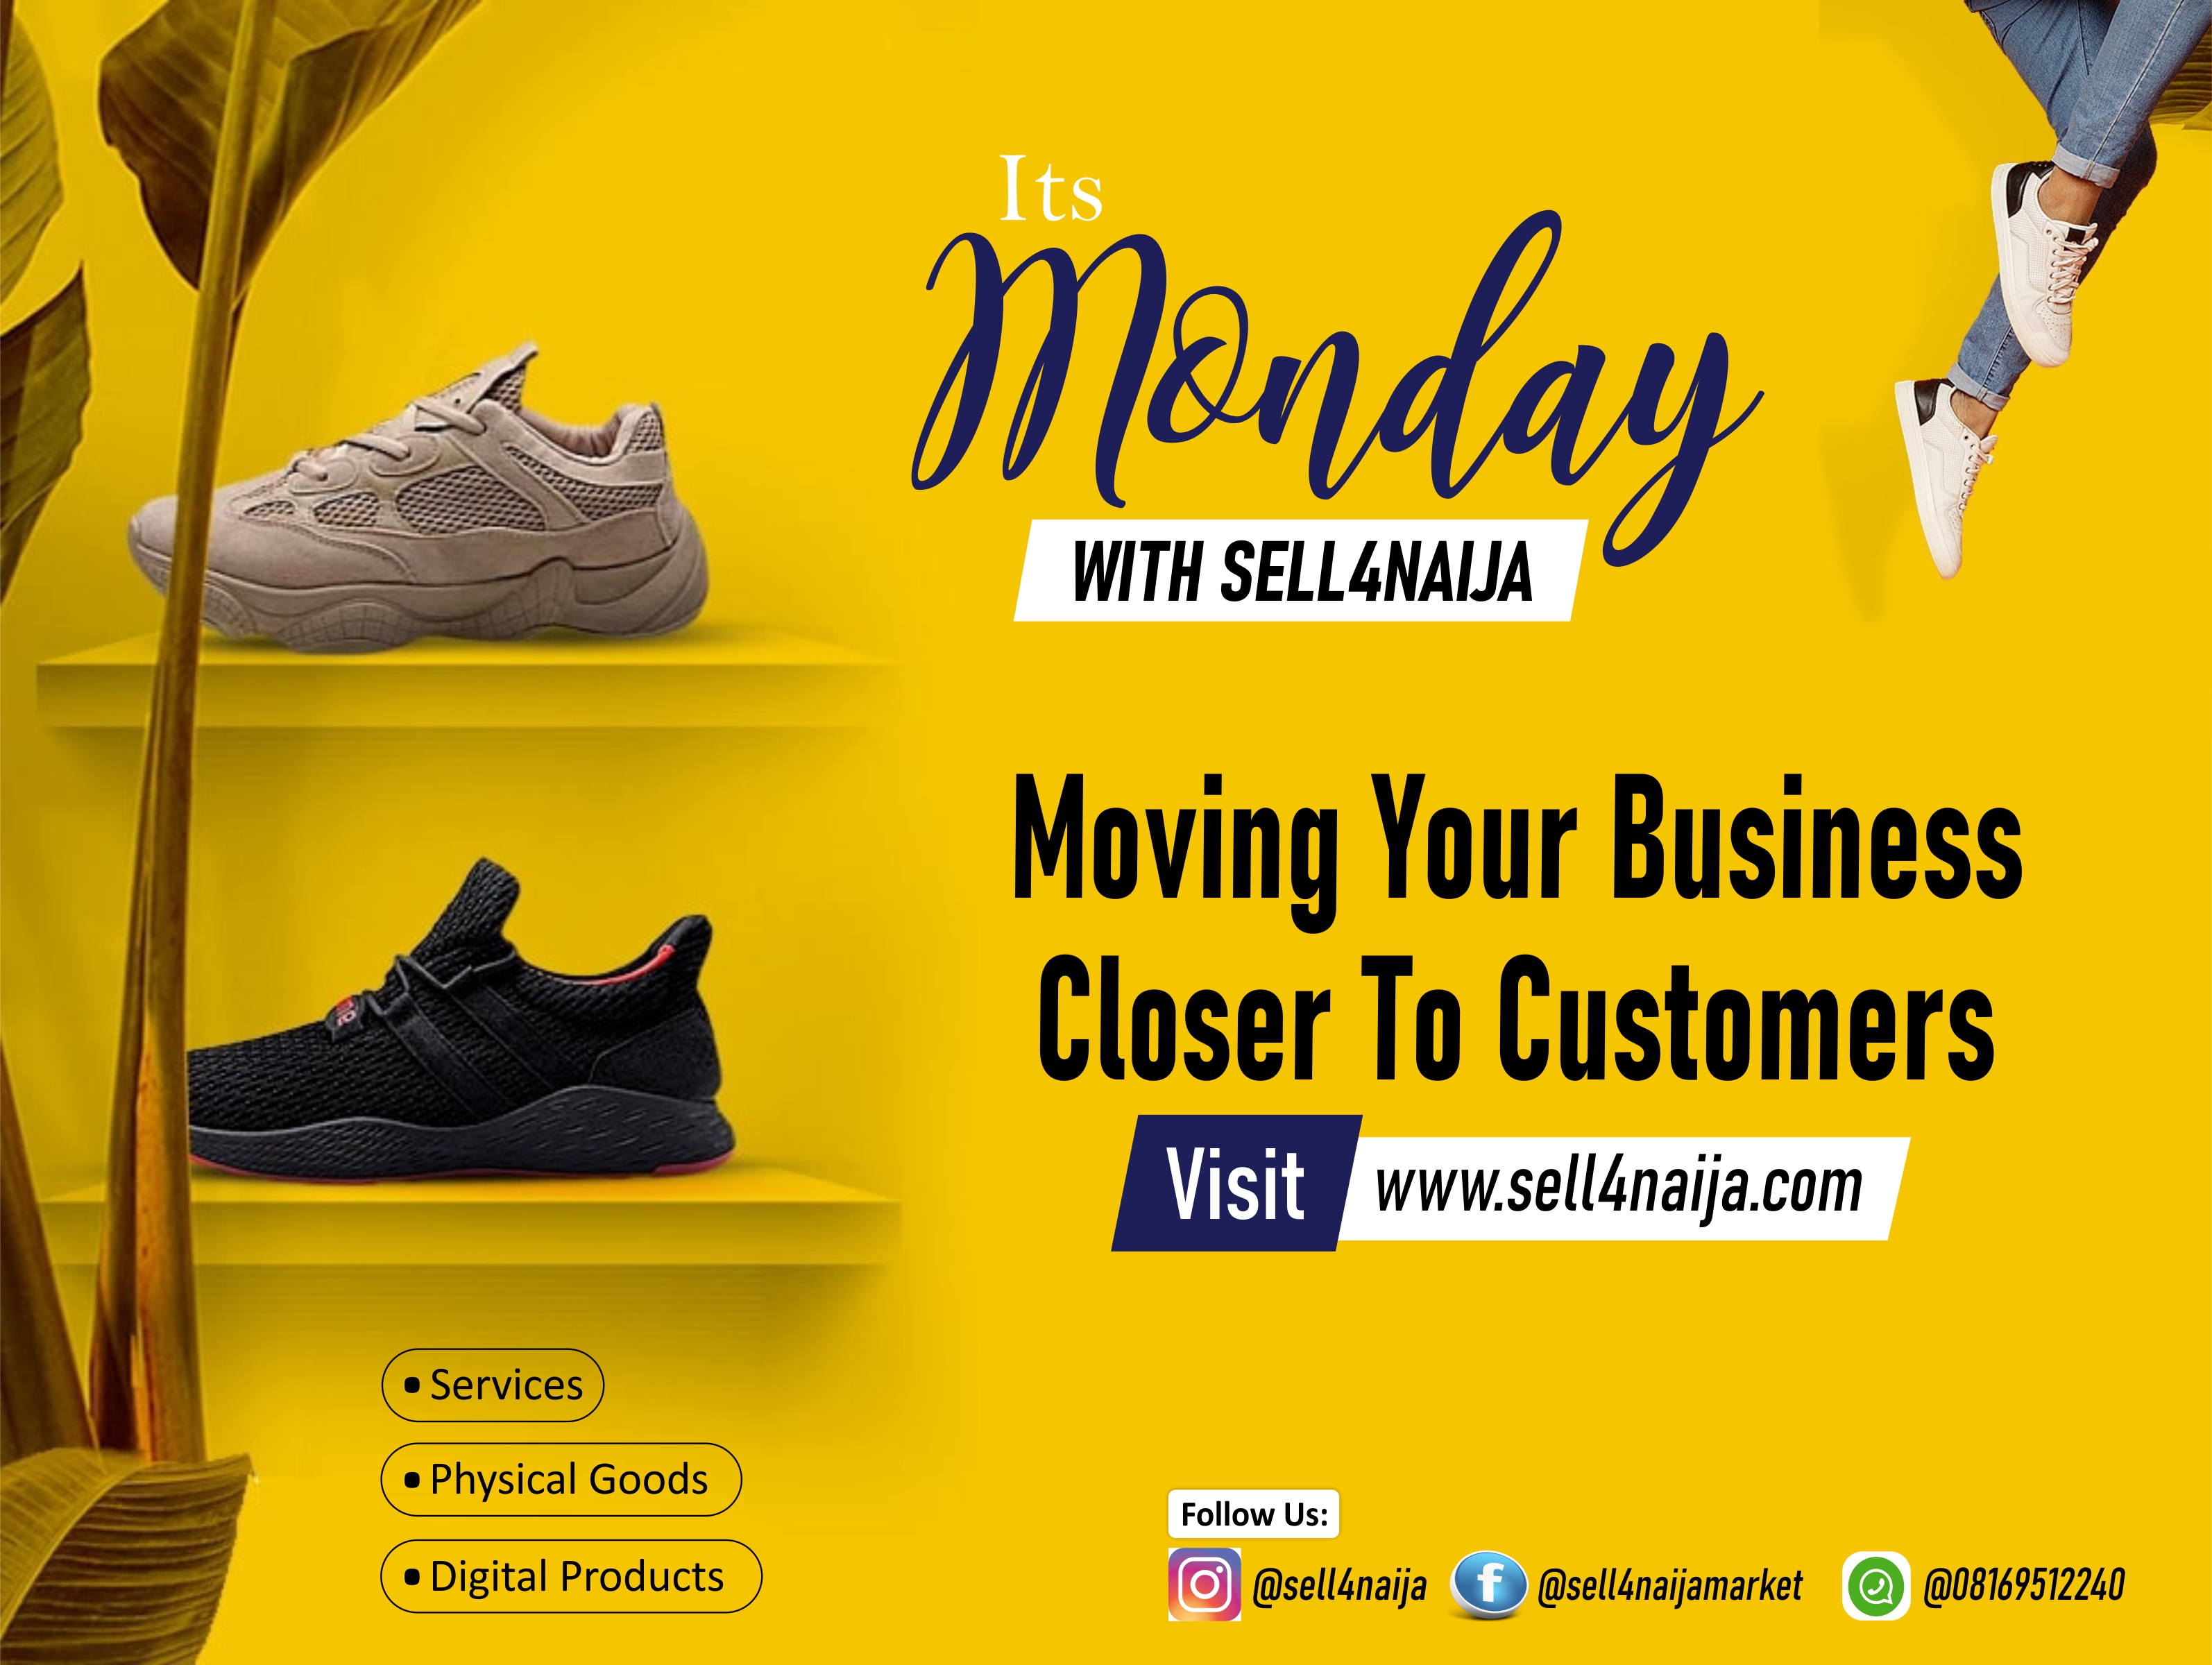 Its
Monday
WITH SELL4NAIJA
Moving Your Business
Closer To Customers
Visit www.sell4naija.com
• Services
• Physical Goods
• Digital Products
Follow Us:
@sell4naija @sell4naijamarket @08169512240